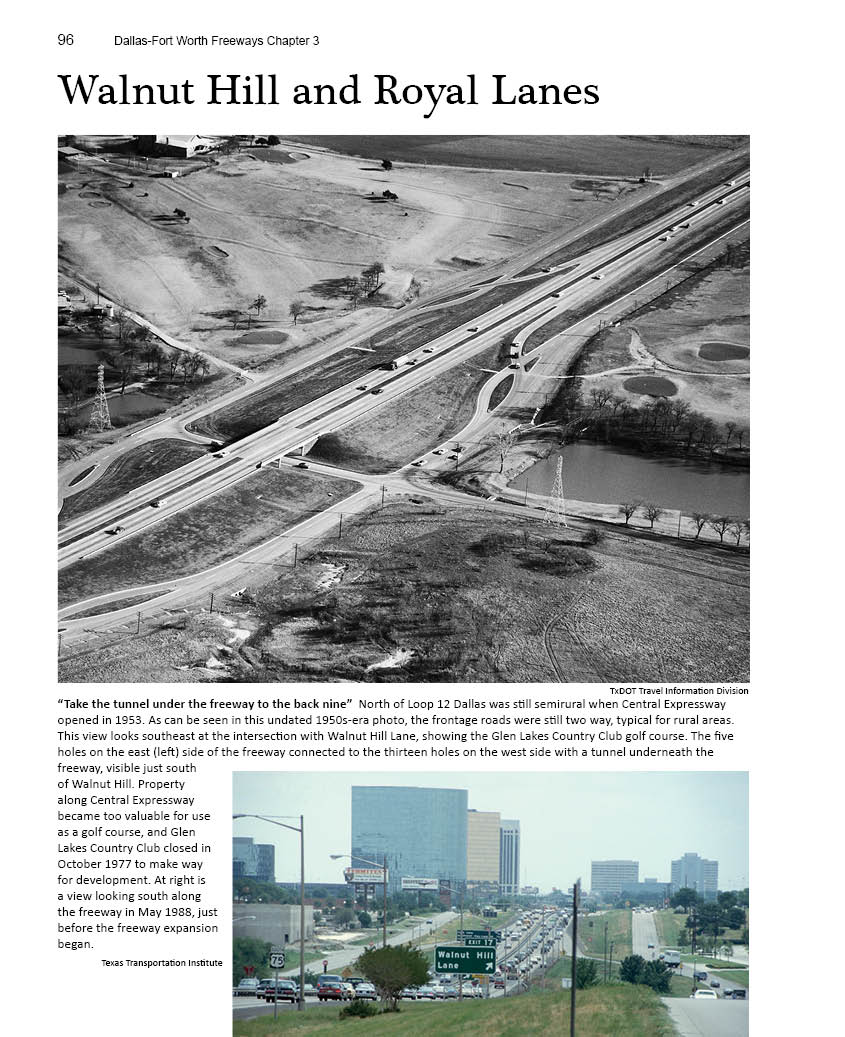 96 Dallas-Fort Worth Freeways Chapter 3
Walnut Hill and Royal Lanes
TxDOT Travel Information Division
“Take the tunnel under the freeway to the back nine” North of Loop 12 Dallas was still semirural when Central Expressway
opened in 1953. As can be seen in this undated 1950s-era photo, the frontage roads were still two way, typical for rural areas.
This view looks southeast at the intersection with Walnut Hill Lane, showing the Glen Lakes Country Club golf course. The five
holes on the east (left) side of the freeway connected to the thirteen holes on the west side with a tunnel underneath the
freeway, visible just south
of Walnut Hill. Property
along Central Expressway
became too valuable for use
as a golf course, and Glen
Lakes Country Club closed in
October 1977 to make way
for development. At right is
a view looking south along
the freeway in May 1988, just
before the freeway expansion
began.
Texas Transportation Institute
TERMITES
EXIT 17
Walnut Hill
Lane
75